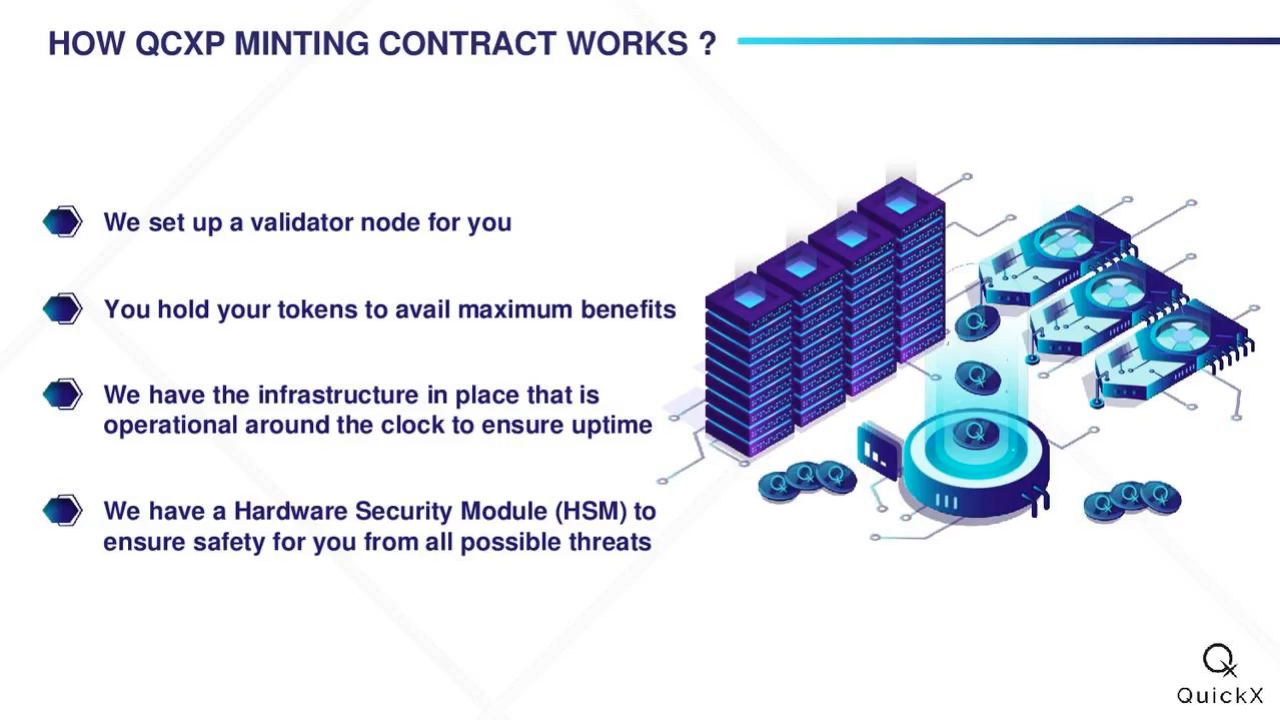 HOW QCXP MINTING CONTRACT WORKS ?
We set up a validator node for you
You hold your tokens to avail maximum benefits
We have the infrastructure in place that is
operational around the clock to ensure uptime
We have a Hardware Security Module (HSM) to
ensure safety for you from all possible threats
QuickX